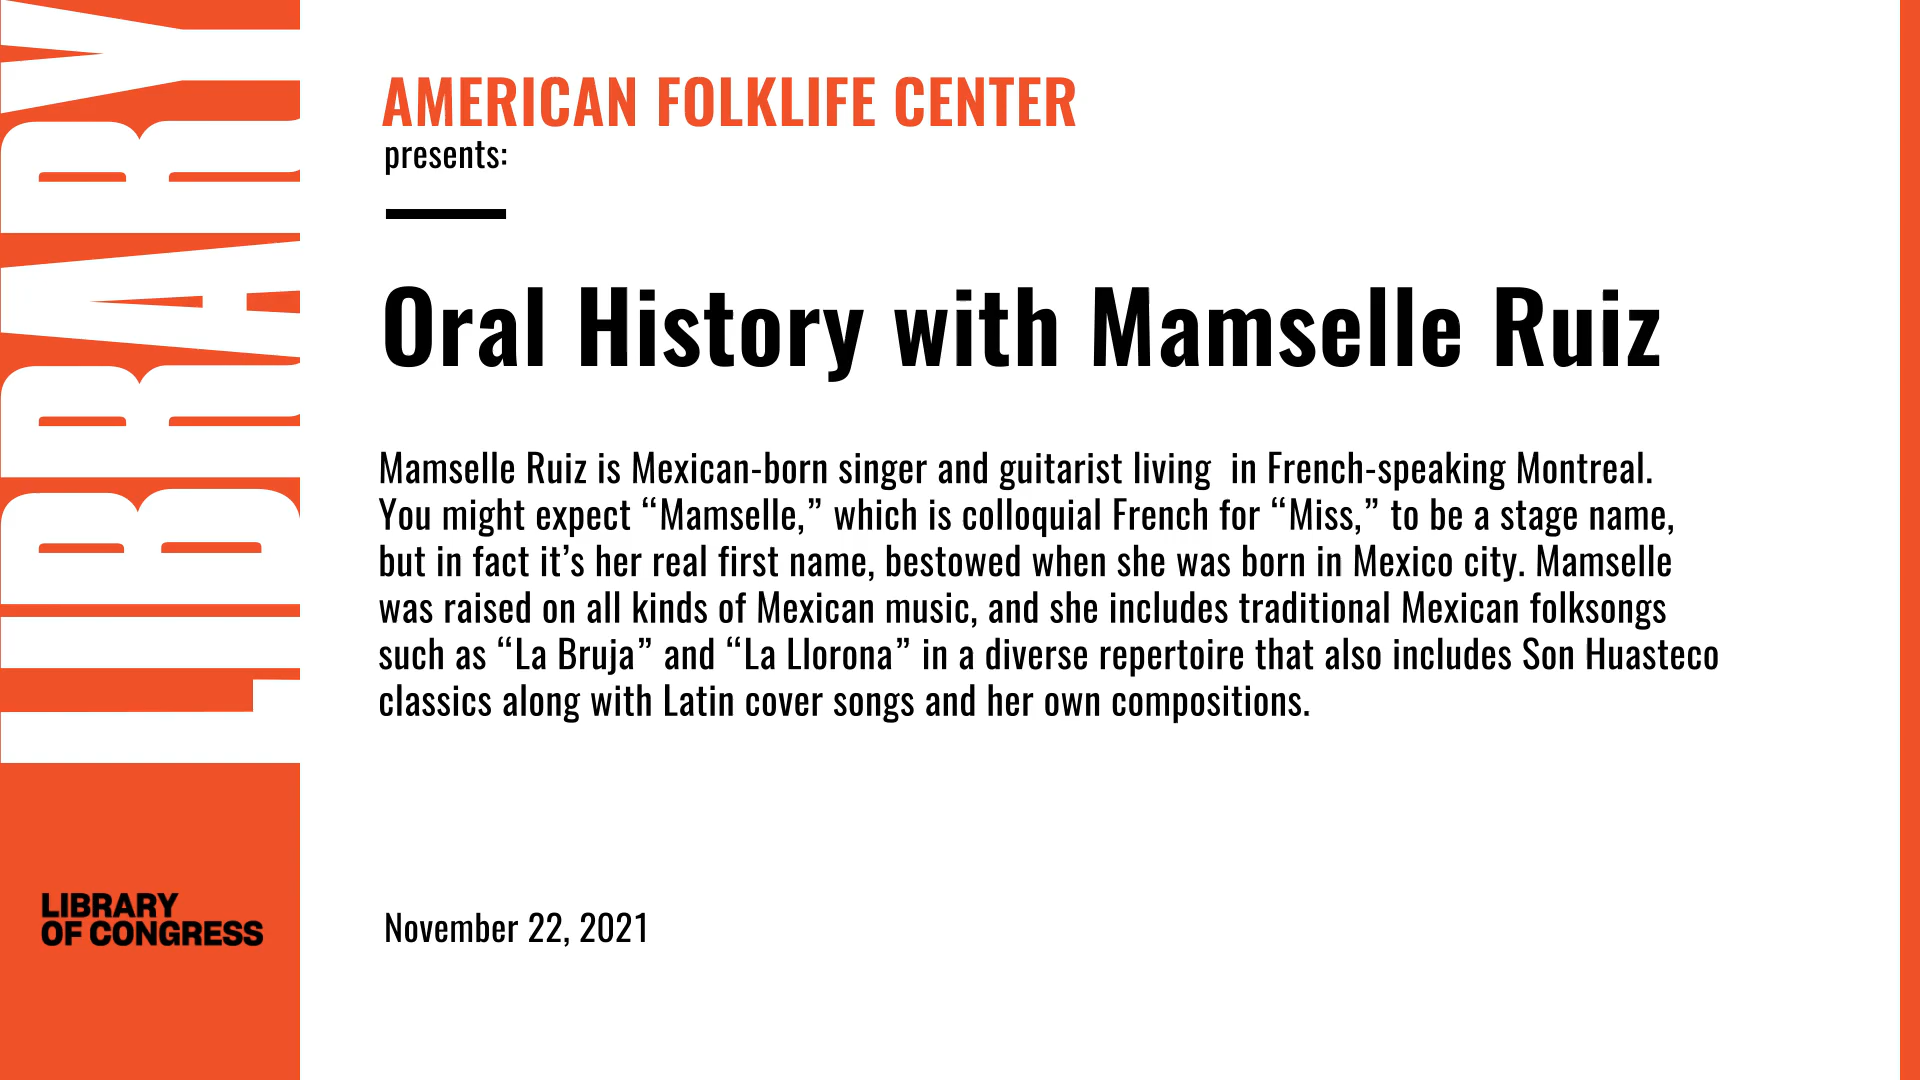 LIBRARY
AMERICAN FOLKLIFE CENTER
presents:
Oral History with Mamselle Ruiz
Mamselle Ruiz is Mexican-born singer and guitarist living  in French-speaking Montreal.
You might expect “Mamselle,” which is colloquial French for “Miss,” to be a stage name,
but in fact it’s her real first name, bestowed when she was born in Mexico city. Mamselle
was raised on all kinds of Mexican music, and she includes traditional Mexican folksongs
such as “La Bruja” and “La Llorona” in a diverse repertoire that also includes Son Huasteco
classics along with Latin cover songs and her own compositions.
November 22, 2021
LIBRARY
OF CONGRESS